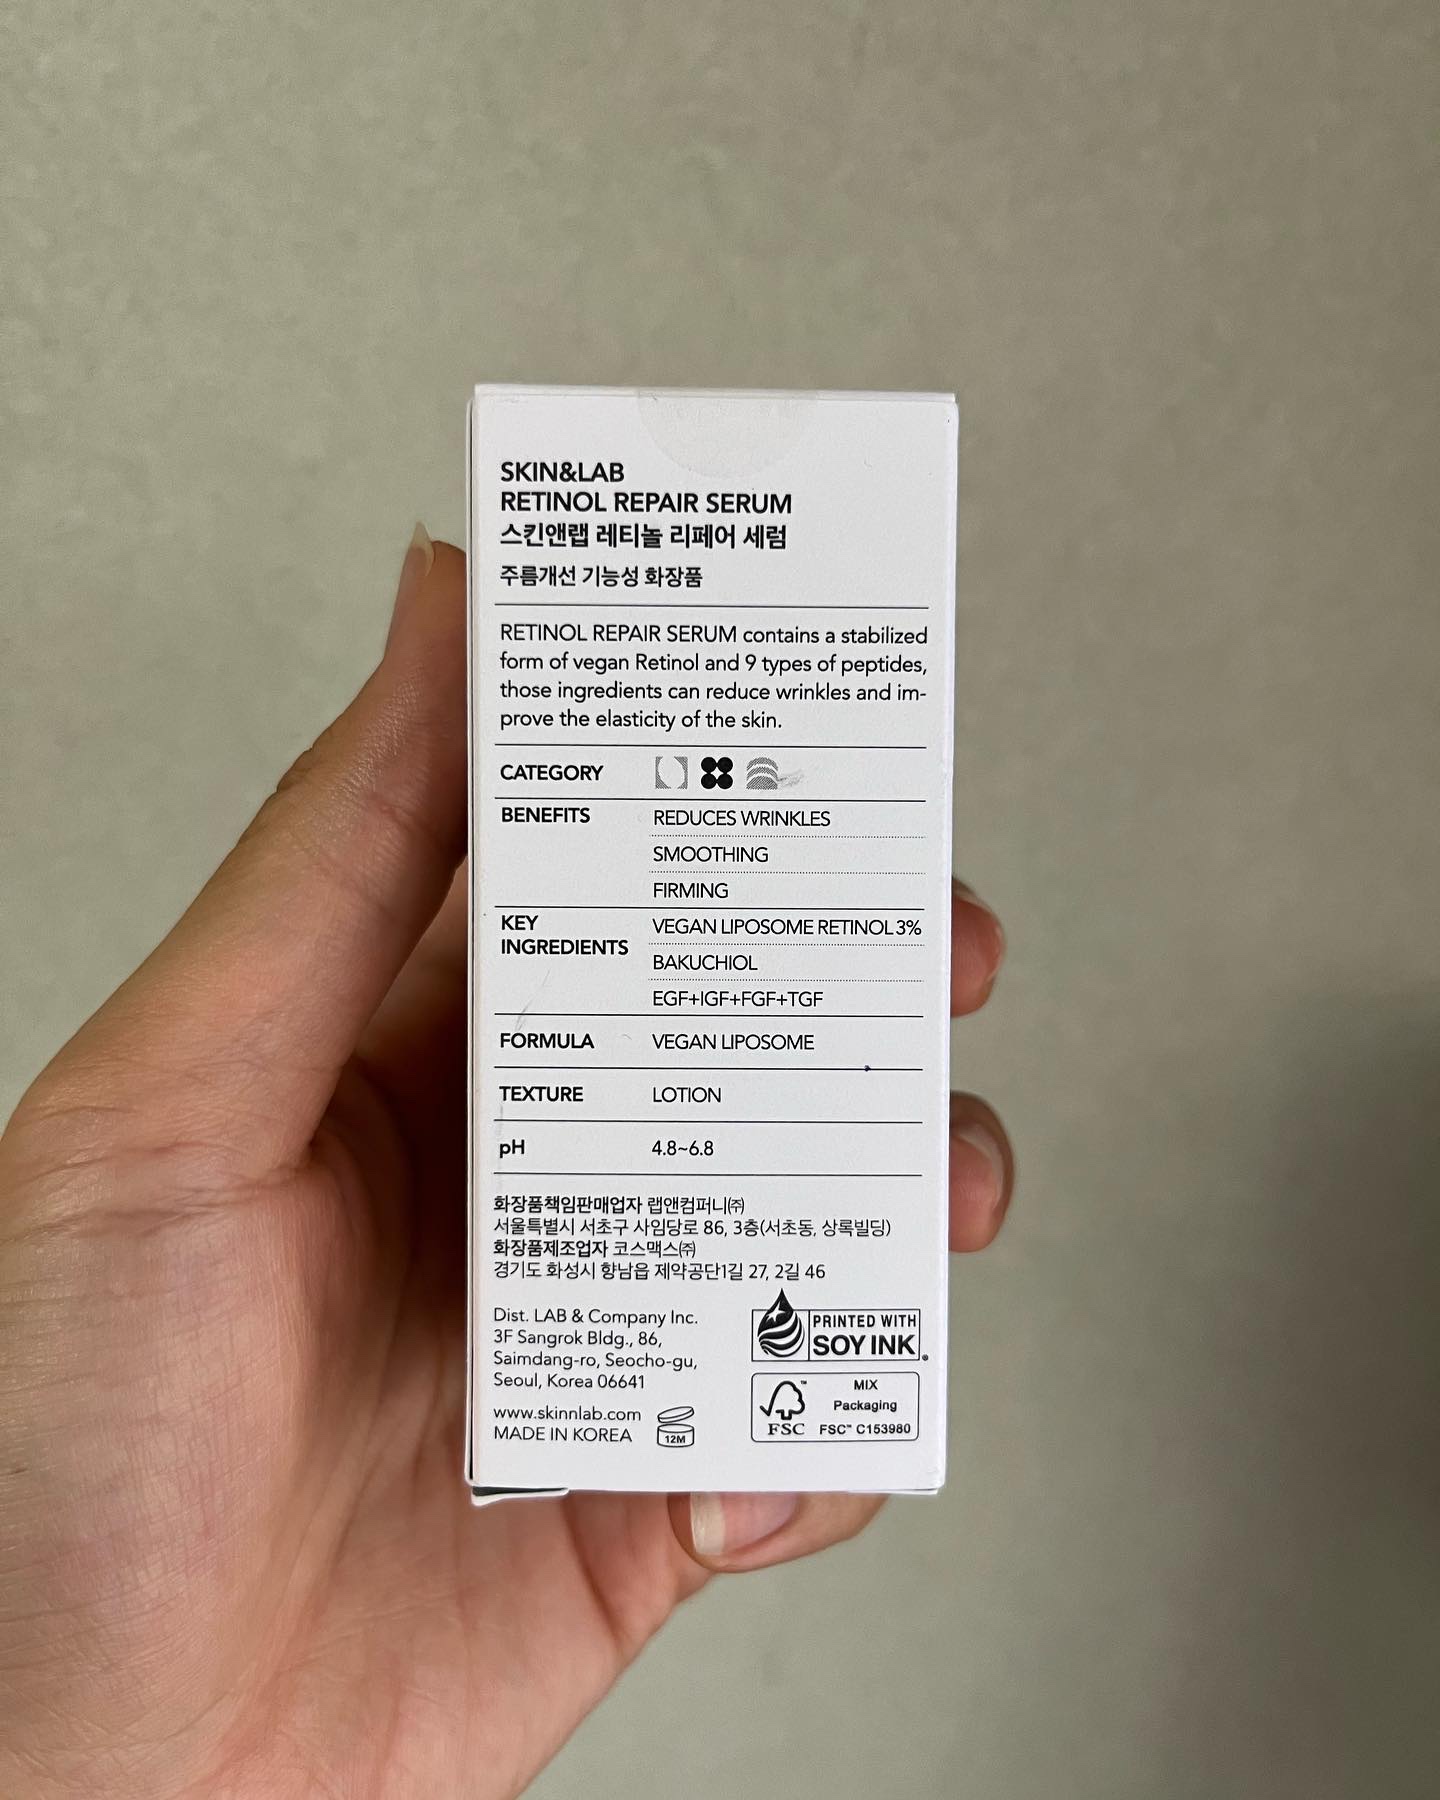 SKIN&LAB
RETINOL REPAIR SERUM
스킨앤랩 레티놀 리페어 세럼
주름개선 기능성 화장품
RETINOL REPAIR SERUM contains a stabilized
form of vegan Retinol and 9 types of peptides,
those ingredients can reduce wrinkles and im-
prove the elasticity of the skin.
CATEGORY
BENEFITS REDUCES WRINKLES
SMOOTHING
FIRMING
KEY INGREDIENTS VEGAN LIPOSOME RETINOL 3%
BAKUCHIOL
EGF+IGF+FGF+TGF
FORMULA VEGAN LIPOSOME
TEXTURE LOTION
pH 4.8~6.8
화장품책임판매업자 랩앤컴퍼니㈜
서울특별시 서초구 사임당로 86, 3층(서초동, 상록빌딩)
화장품제조업자 코스맥스㈜
경기도 화성시 향남읍 제약공단1길 27, 2길 46
Dist. LAB & Company Inc.
3F Sangrok Bldg., 86,
Saimdang-ro, Seocho-gu,
Seoul, Korea 06641
www.skinnlab.com
MADE IN KOREA
12M
PRINTED WITH
SOY INK®
MIX
Packaging
FSC™ FSC™ C153980